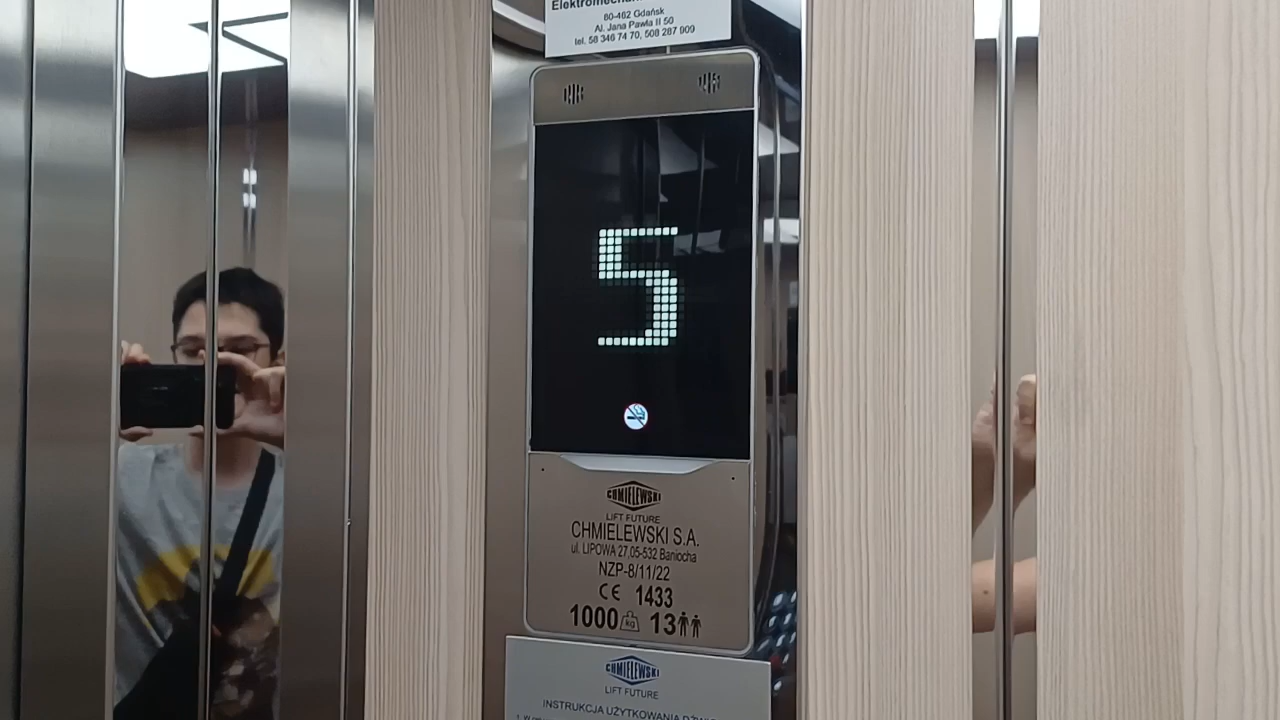 80-462 Gdańsk
Al. Jana Pawła II 50
tel. 58 346 74 70, 508 287 909
5
CHMIELEWSKI
LIFT FUTURE
CHMIELEWSKI S.A.
ul. LIPOWA 27,05-532 Baniocha
NZP-8/11/22
CE 1433
1000 kg 13
CHMIELEWSKI
LIFT FUTURE
INSTRUKCJA UŻYTKOWANIA